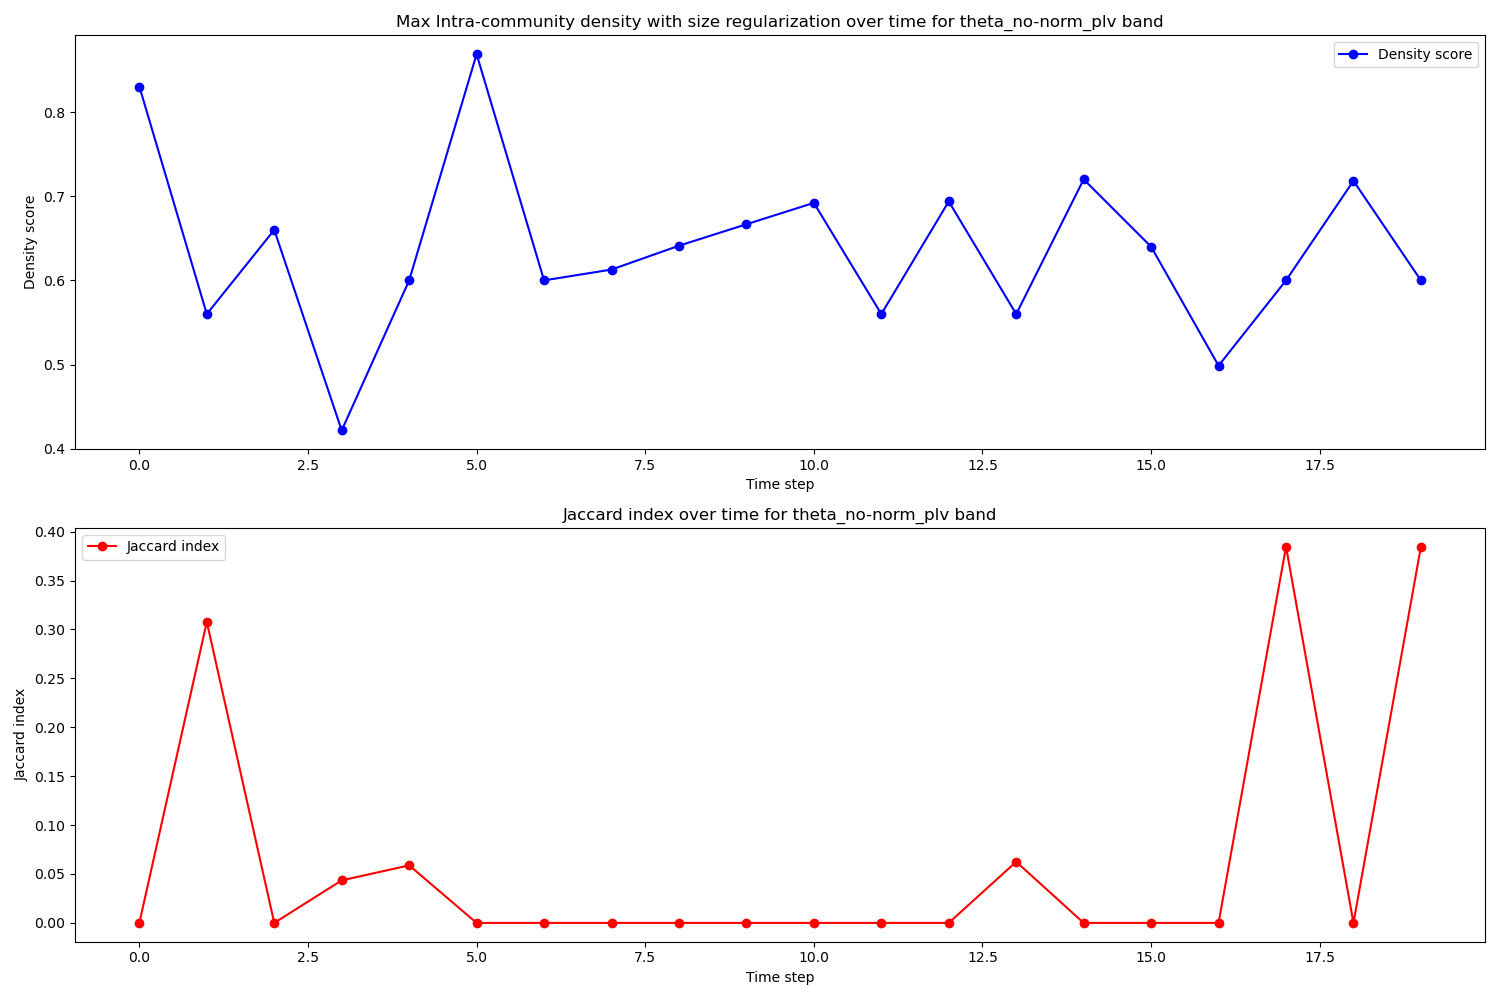 Max Intra-community density with size regularization over time for theta_no-norm_plv band
Density score
0.8
0.7
0.6
0.5
0.4
Density score
0.0 2.5 5.0 7.5 10.0 12.5 15.0 17.5
Time step
Jaccard index over time for theta_no-norm_plv band
Jaccard index
0.40
0.35
0.30
0.25
0.20
0.15
0.10
0.05
0.00
Jaccard index
0.0 2.5 5.0 7.5 10.0 12.5 15.0 17.5
Time step